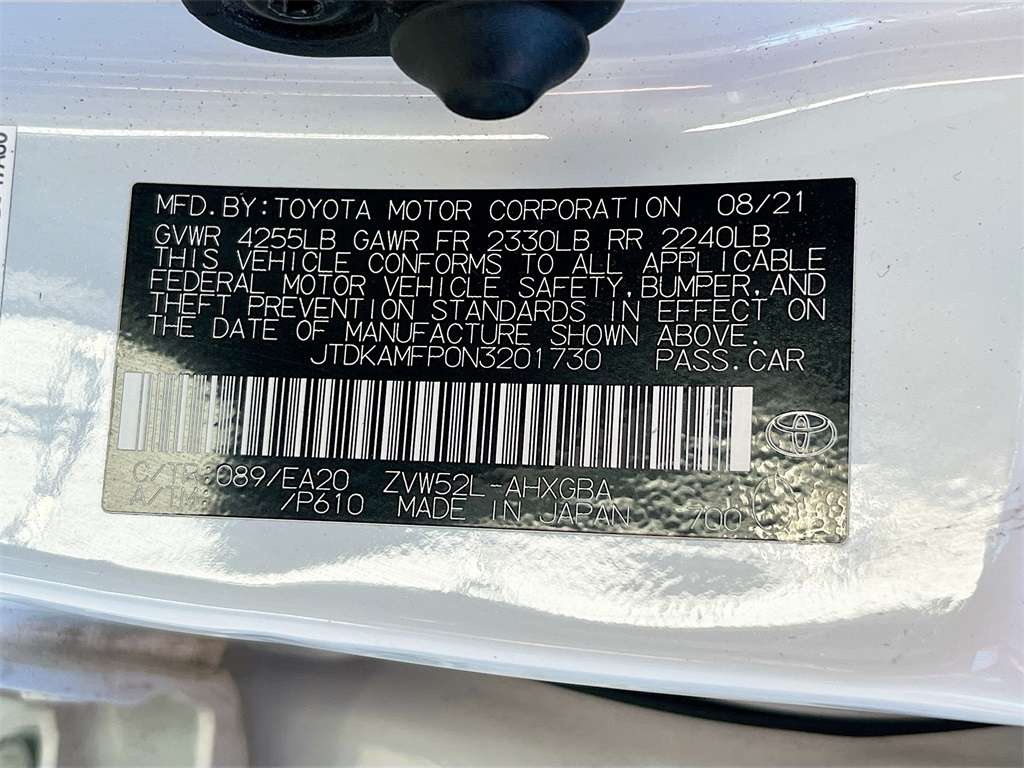 MFD.BY:TOYOTA MOTOR CORPORATION 08/21
GVWR 4255LB GAWR FR 2330LB RR 2240LB
THIS VEHICLE CONFORMS TO ALL APPLICABLE
FEDERAL MOTOR VEHICLE SAFETY,BUMPER,AND
THEFT PREVENTION STANDARDS IN EFFECT ON
THE DATE OF MANUFACTURE SHOWN ABOVE.
JTDKAMFP0N3201730 PASS.CAR
C/TR:089/EA20 ZVW52L-AHXGBA
A/TM: /P610 MADE IN JAPAN /00